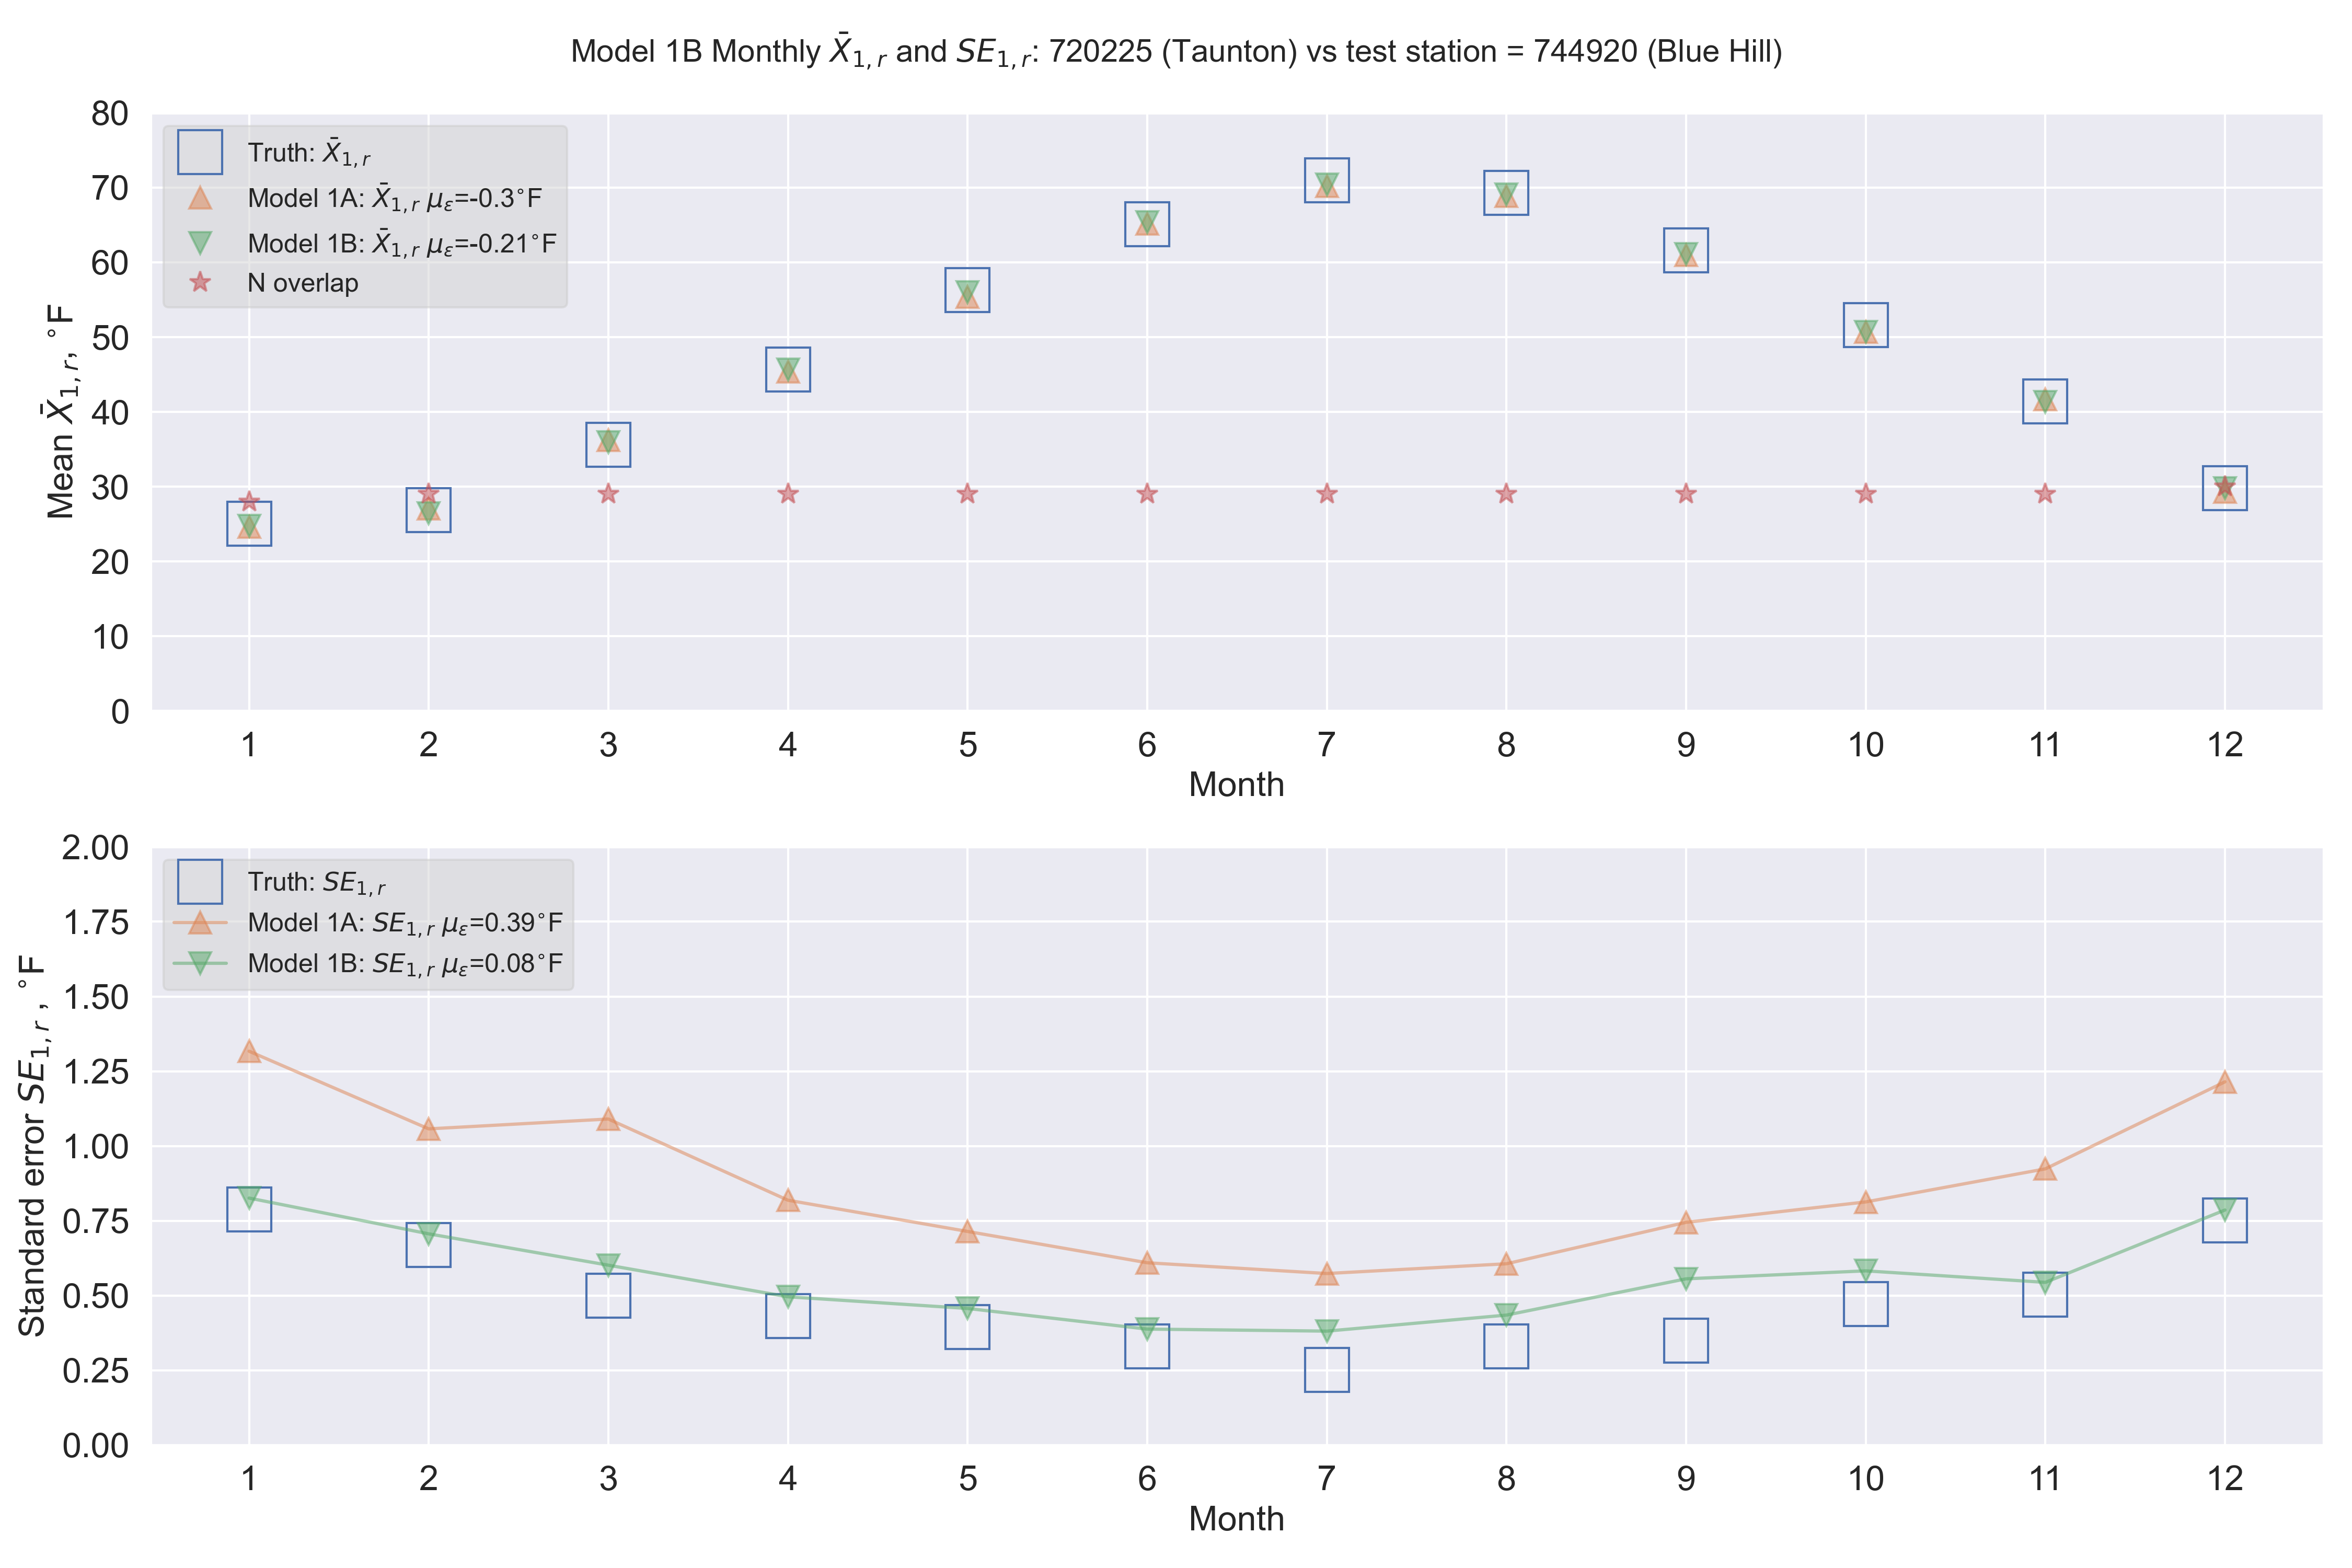 Model 1B Monthly X̄₁,ᵣ and SE₁,ᵣ: 720225 (Taunton) vs test station = 744920 (Blue Hill)
80
70
60
50
40
30
20
10
0
Mean X̄₁,ᵣ, °F
Truth: X̄₁,ᵣ
Model 1A: X̄₁,ᵣ μ_ε=-0.3°F
Model 1B: X̄₁,ᵣ μ_ε=-0.21°F
N overlap
1 2 3 4 5 6 7 8 9 10 11 12
Month
2.00
1.75
1.50
1.25
1.00
0.75
0.50
0.25
0.00
Standard error SE₁,ᵣ , °F
Truth: SE₁,ᵣ
Model 1A: SE₁,ᵣ μ_ε=0.39°F
Model 1B: SE₁,ᵣ μ_ε=0.08°F
1 2 3 4 5 6 7 8 9 10 11 12
Month